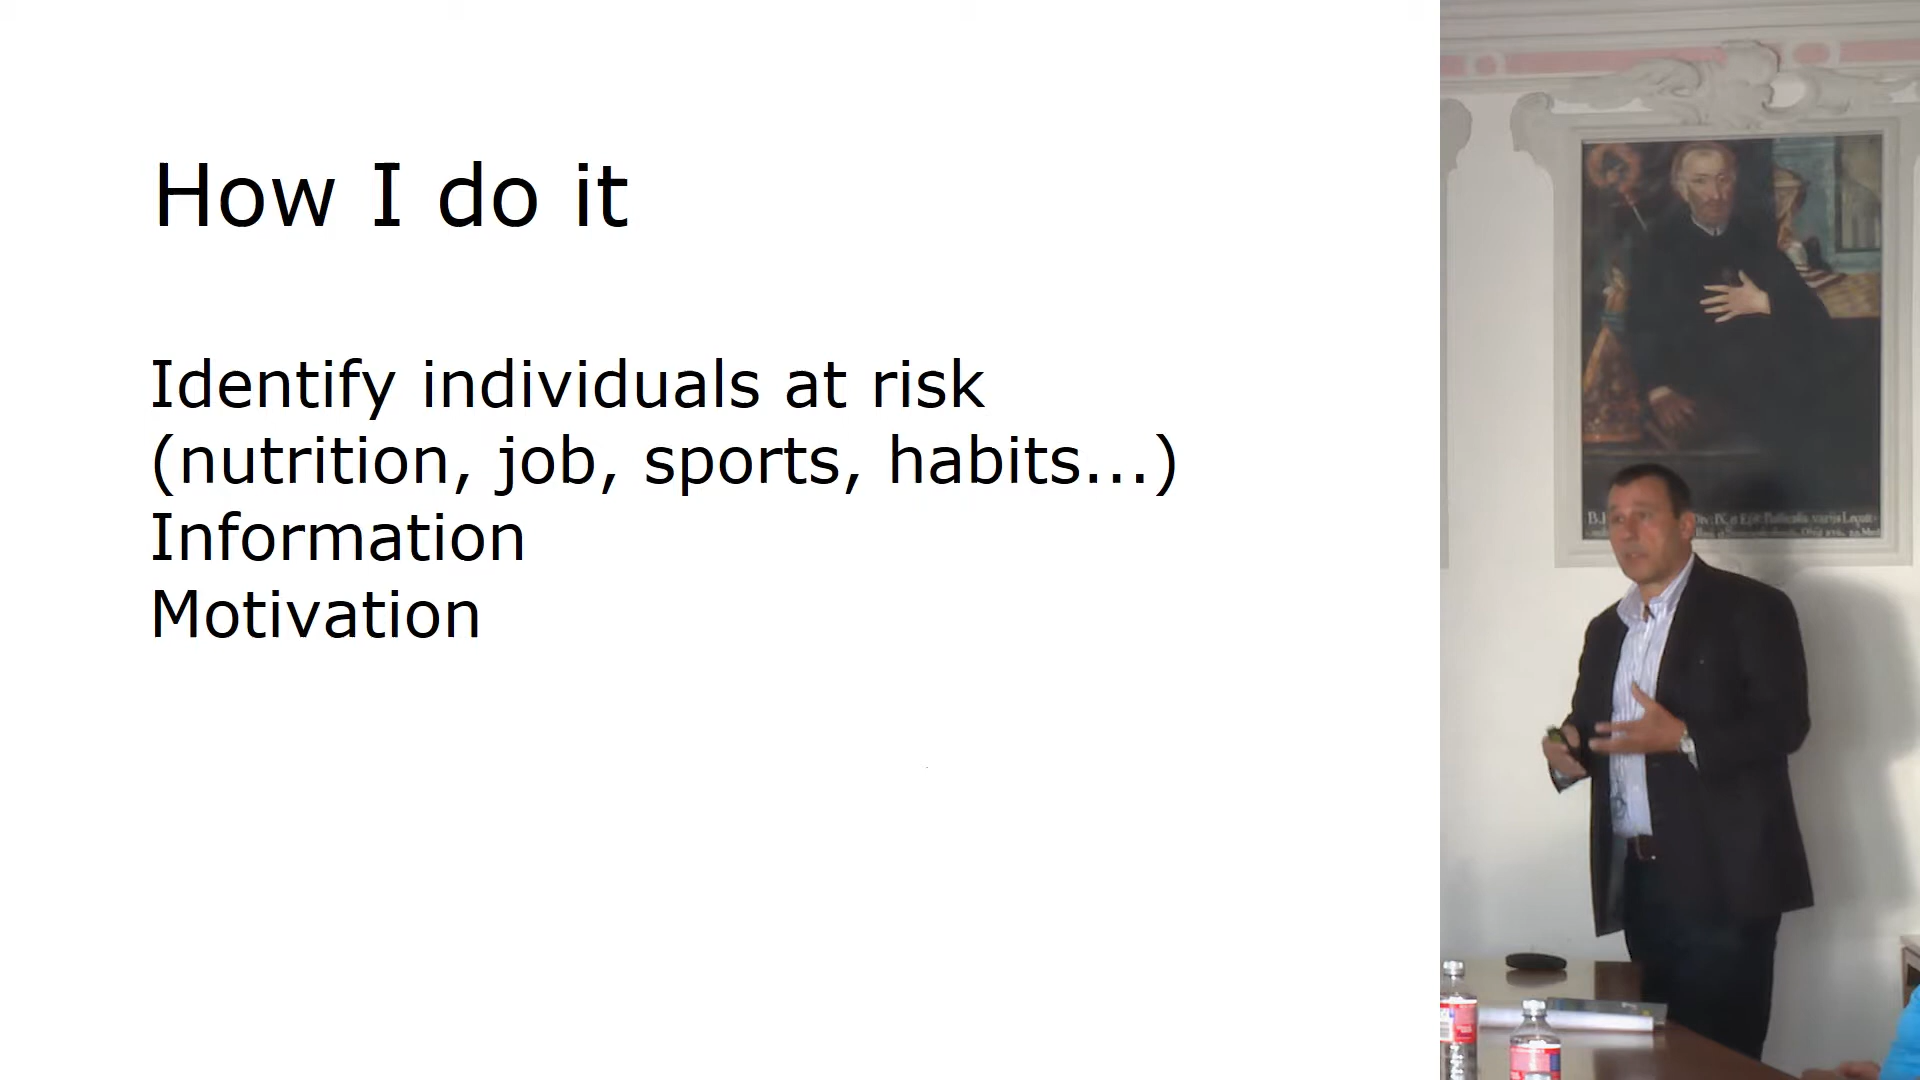 How I do it
Identify individuals at risk
(nutrition, job, sports, habits...)
Information
Motivation